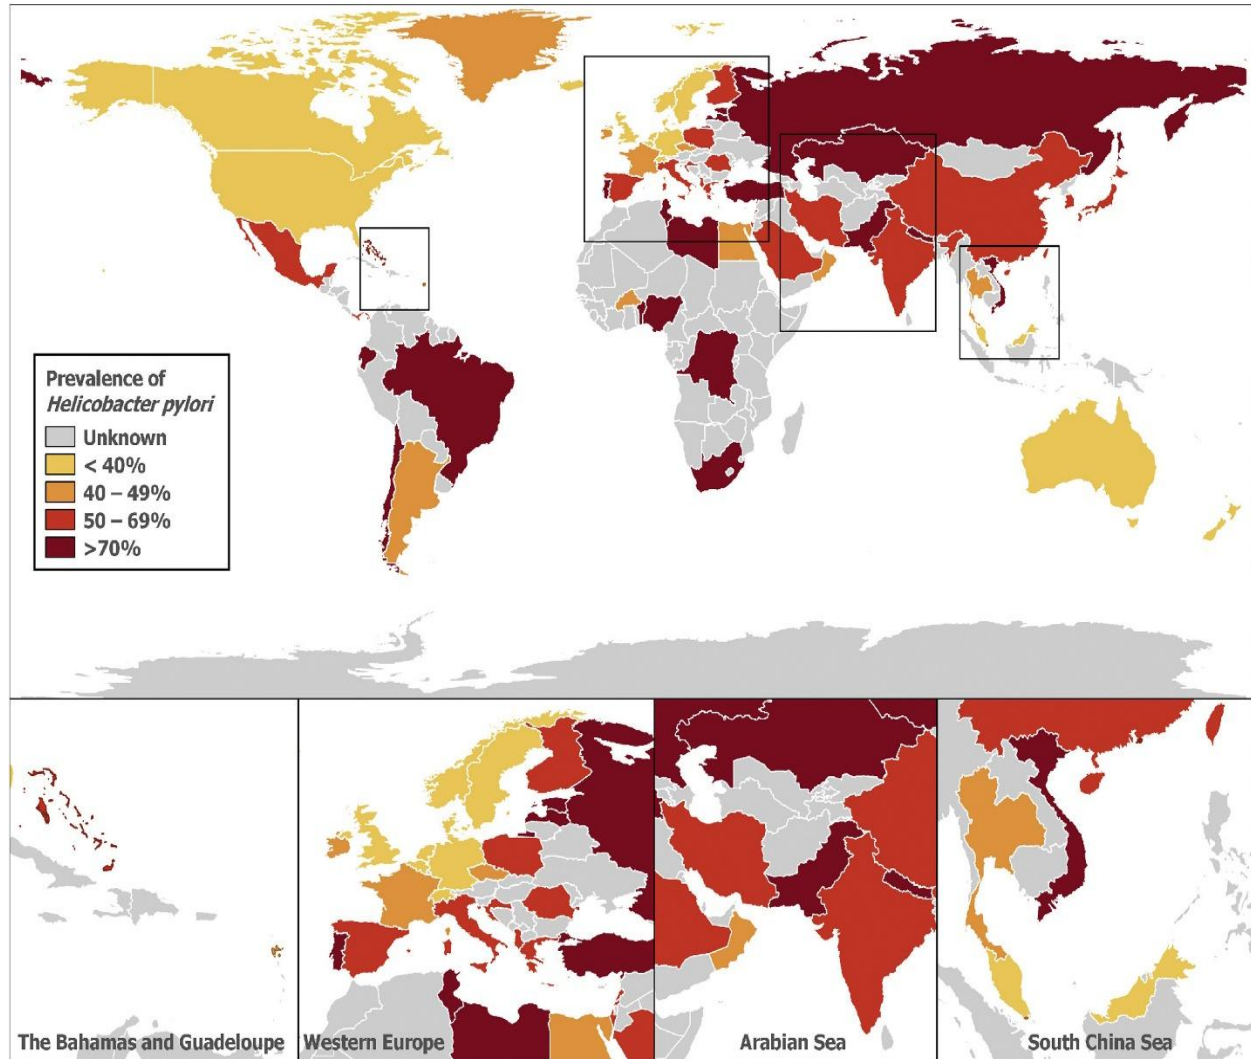 Prevalence of
Helicobacter pylori
Unknown
< 40%
40 – 49%
50 – 69%
>70%
The Bahamas and Guadeloupe
Western Europe
Arabian Sea
South China Sea